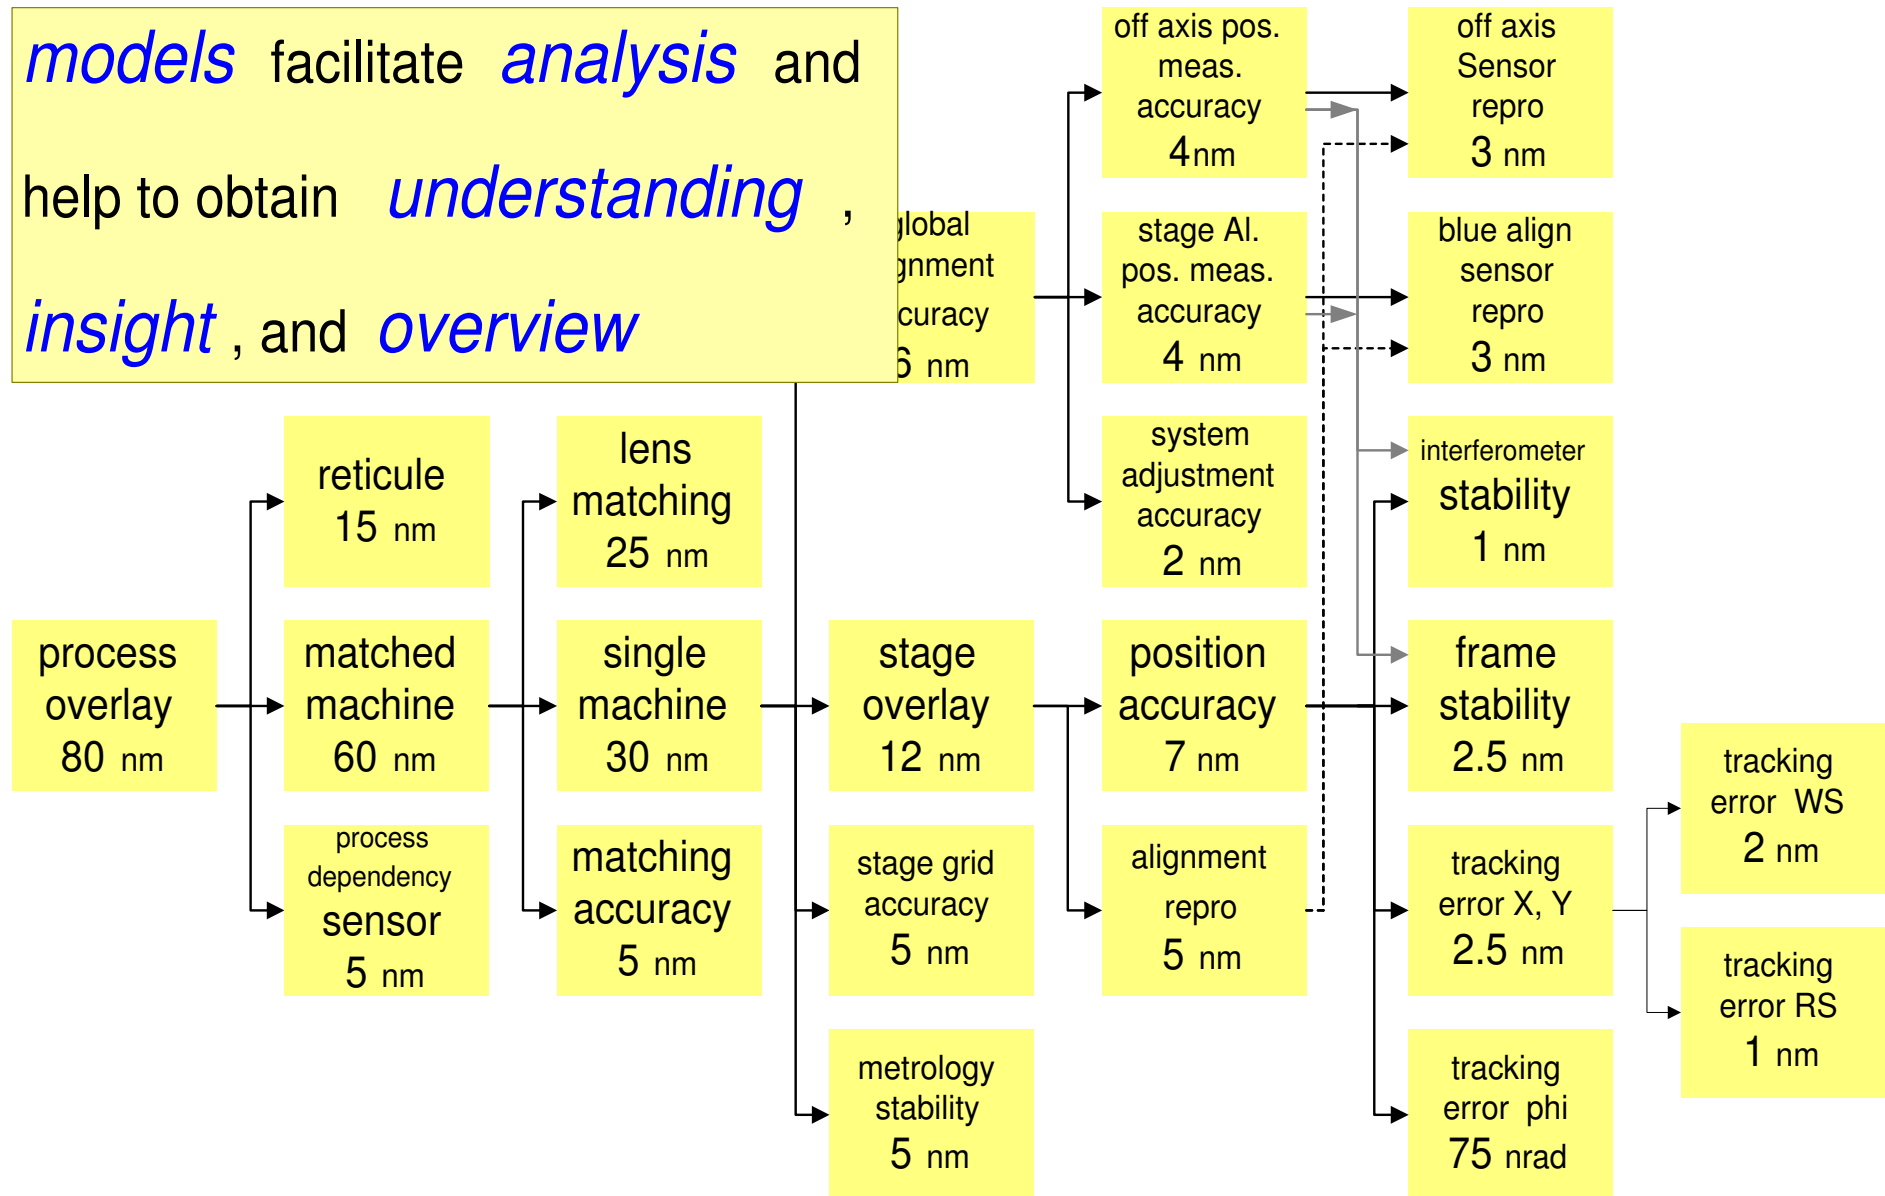 models facilitate analysis and
help to obtain understanding ,
insight , and overview
off axis pos.
meas.
accuracy
4nm
off axis
Sensor
repro
3 nm
global
nm
stage Al.
pos. meas.
accuracy
4 nm
blue align
sensor
repro
3 nm
system
adjustment
accuracy
2 nm
interferometer
stability
1 nm
reticule
15 nm
lens
matching
25 nm
process
overlay
80 nm
matched
machine
60 nm
single
machine
30 nm
stage
overlay
12 nm
position
accuracy
7 nm
frame
stability
2.5 nm
process
dependency
sensor
5 nm
matching
accuracy
5 nm
stage grid
accuracy
5 nm
alignment
repro
5 nm
tracking
error X, Y
2.5 nm
tracking
error WS
2 nm
tracking
error RS
1 nm
metrology
stability
5 nm
tracking
error phi
75 nrad